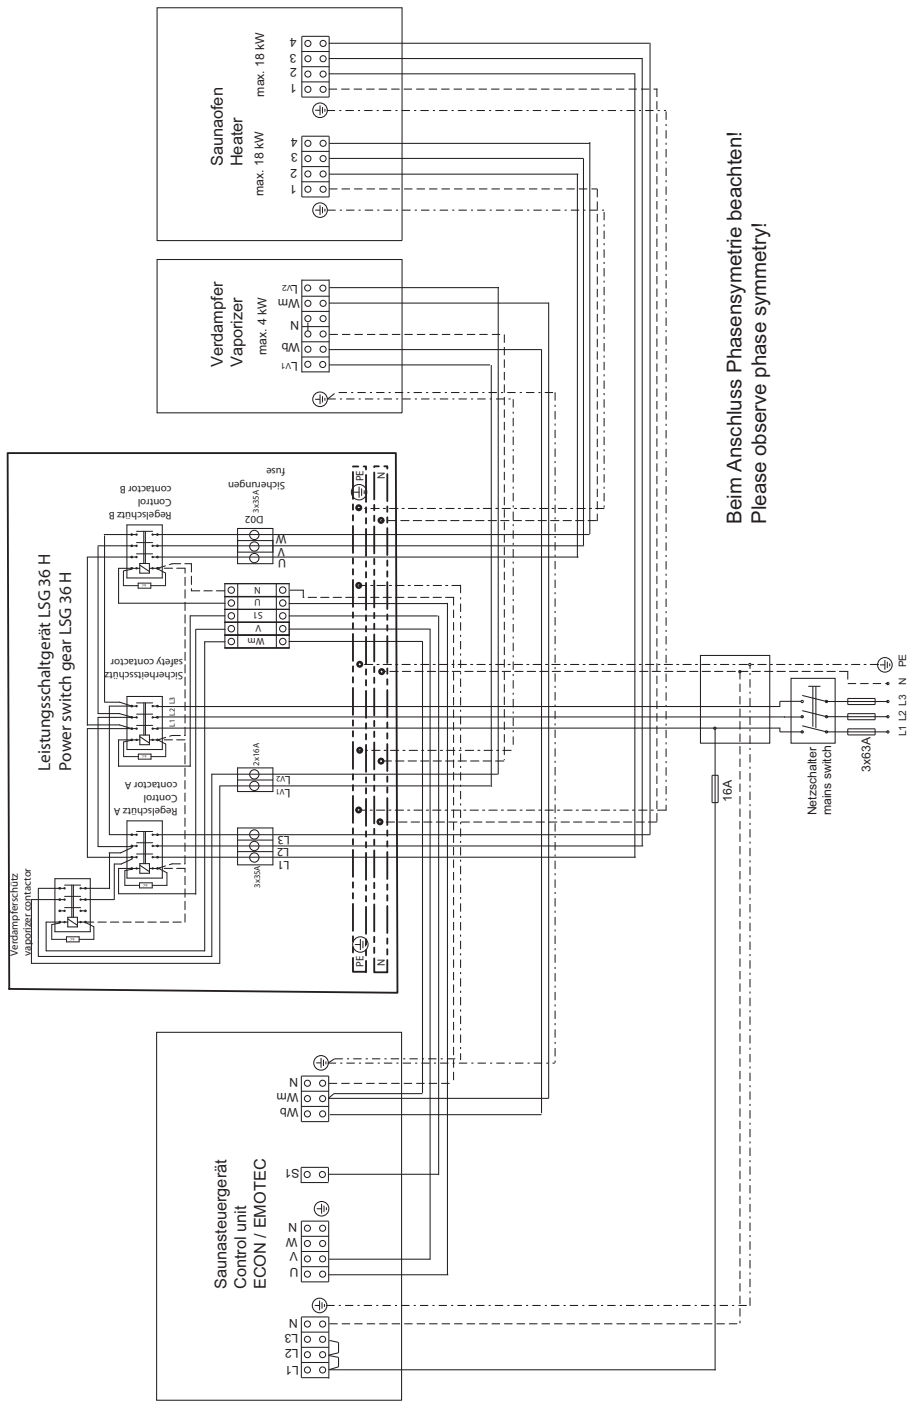 Saunaofen
Heater
max. 18 kW
max. 18 kW
4
3
2
1
4
3
2
1
Verdampfer
Vaporizer
max. 4 kW
LV2
Wm
N
Wb
LV1
Leistungsschaltgerät LSG 36 H
Power switch gear LSG 36 H
Regelschütz B
Control
contactor B
Sicherungen
fuse
3x35A
D02
W
V
U
N
U
S1
V
Wm
Sicherheitsschütz
safety contactor
L1 L2 L3
2x16A
LV2
LV1
Regelschütz A
Control
contactor A
L3
L2
L1
3x35A
Verdampferschütz
vaporizer contactor
PE
N
PE
N
Saunasteuergerät
Control unit
ECON / EMOTEC
N
Wm
Wb
S1
N
W
V
U
N
L3
L2
L1
16A
Netzschalter
mains switch
3x63A
L1
L2
L3
N
PE
Beim Anschluss Phasensymetrie beachten!
Please observe phase symmetry!